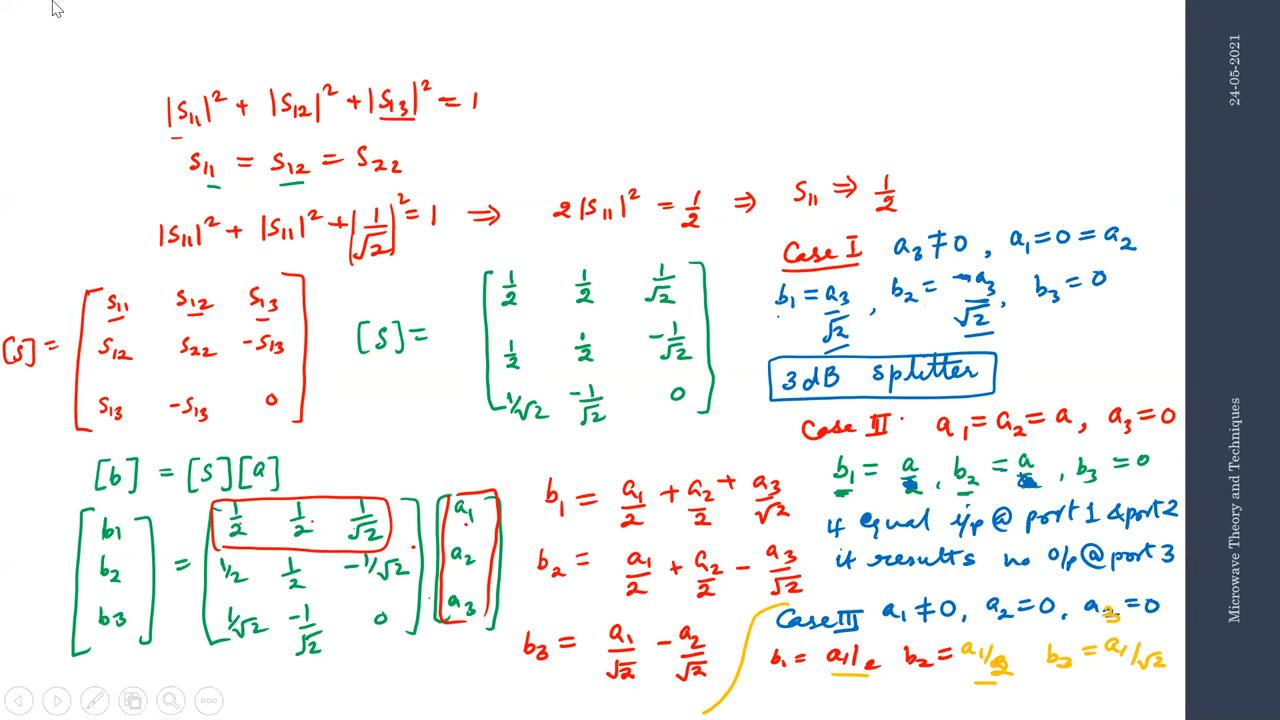 |S₁₁|² + |S₁₂|² + |S₁₃|² = 1
S₁₁ = S₁₂ = S₂₂
|S₁₁|² + |S₁₁|² + |1/√2|² = 1 ⇒ 2|S₁₁|² = 1/2 ⇒ S₁₁ ⇒ 1/2
[S] = [ S₁₁ S₁₂ S₁₃
S₁₂ S₂₂ -S₁₃
S₁₃ -S₁₃ 0 ]
[S] = [ 1/2 1/2 1/√2
1/2 1/2 -1/√2
1/√2 -1/√2 0 ]
[b] = [S][a]
[ b₁ b₂ b₃ ] =
[ 1/2 1/2 1/√2
1/2 1/2 -1/√2
1/√2 -1/√2 0 ]
[ a₁ a₂ a₃ ]
b₁ = a₁/2 + a₂/2 + a₃/√2
b₂ = a₁/2 + a₂/2 - a₃/√2
b₃ = a₁/√2 - a₂/√2
Case I a₃ ≠ 0, a₁ = 0 = a₂
b₁ = a₃/√2, b₂ = -a₃/√2, b₃ = 0
3dB splitter
Case II. a₁ = a₂ = a, a₃ = 0
b₁ = a, b₂ = a, b₃ = 0
if equal i/p @ port 1 & port 2
it results no o/p @ port 3
Case III a₁ ≠ 0, a₂ = 0, a₃ = 0
b₁ = a₁/2 b₂ = a₁/2 b₃ = a₁/√2
24-05-2021
Microwave Theory and Techniques